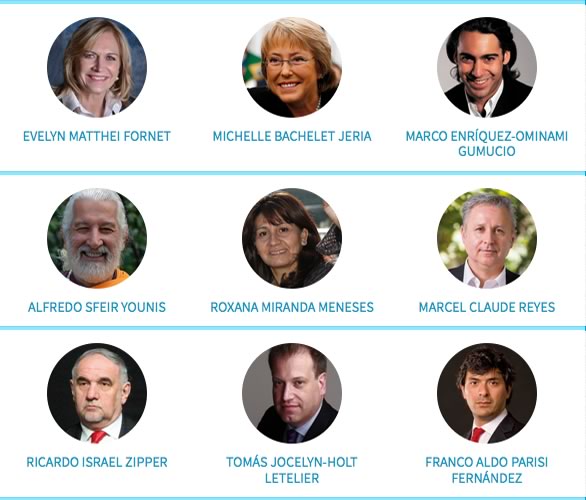 EVELYN MATTHEI FORNET
MICHELLE BACHELET JERIA
MARCO ENRÍQUEZ-OMINAMI
GUMUCIO
ALFREDO SFEIR YOUNIS
ROXANA MIRANDA MENESES
MARCEL CLAUDE REYES
RICARDO ISRAEL ZIPPER
TOMÁS JOCELYN-HOLT
LETELIER
FRANCO ALDO PARISI
FERNÁNDEZ